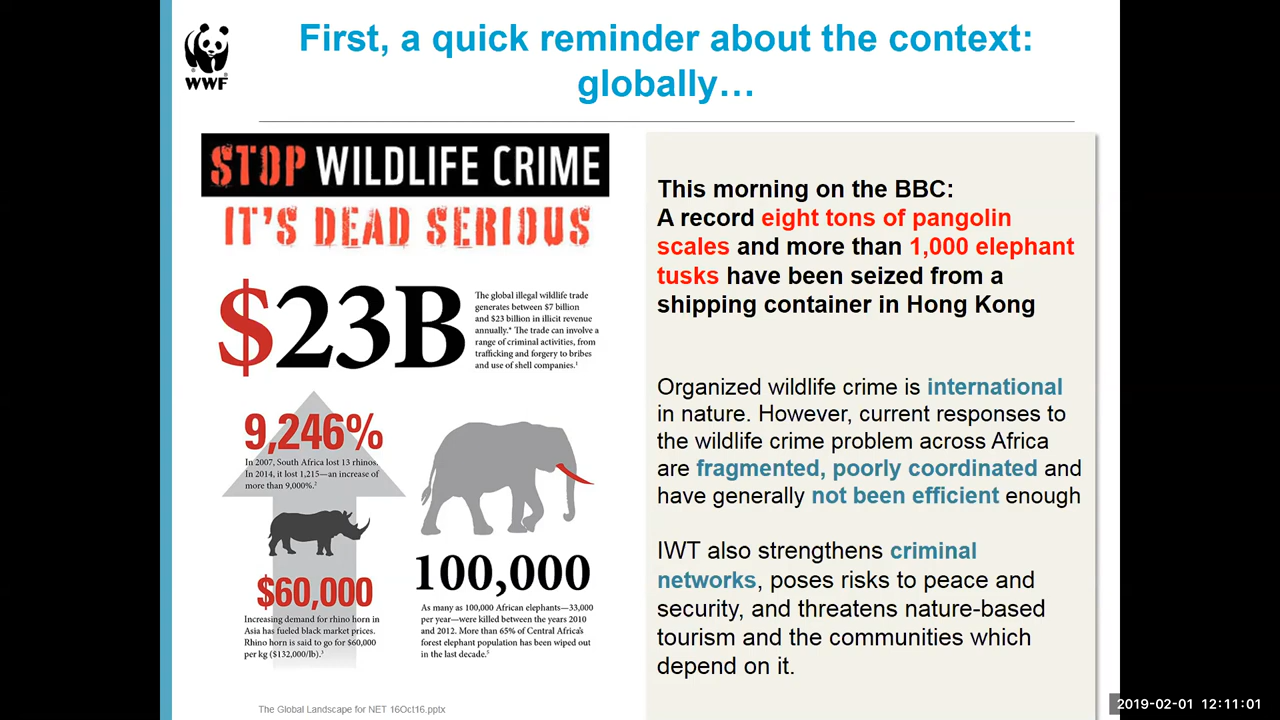 First, a quick reminder about the context:
globally…
WWF
STOP WILDLIFE CRIME
IT'S DEAD SERIOUS
$23B
The global illegal wildlife trade
generates between $7 billion
and $23 billion in illicit revenue
annually.* The trade can involve a
range of criminal activities, from
trafficking and forgery to bribes
and use of shell companies.¹
9,246%
In 2007, South Africa lost 13 rhinos.
In 2014, it lost 1,215—an increase of
more than 9,000%.²
$60,000
Increasing demand for rhino horn in
Asia has fueled black market prices.
Rhino horn is said to go for $60,000
per kg ($132,000/lb).³
100,000
As many as 100,000 African elephants—33,000
per year—were killed between the years 2010
and 2012. More than 65% of Central Africa's
forest elephant population has been wiped out
in the last decade.⁵
The Global Landscape for NET 16Oct16.pptx
This morning on the BBC:
A record eight tons of pangolin
scales and more than 1,000 elephant
tusks have been seized from a
shipping container in Hong Kong
Organized wildlife crime is international
in nature. However, current responses to
the wildlife crime problem across Africa
are fragmented, poorly coordinated and
have generally not been efficient enough
IWT also strengthens criminal
networks, poses risks to peace and
security, and threatens nature-based
tourism and the communities which
depend on it.
2019-02-01 12:11:01